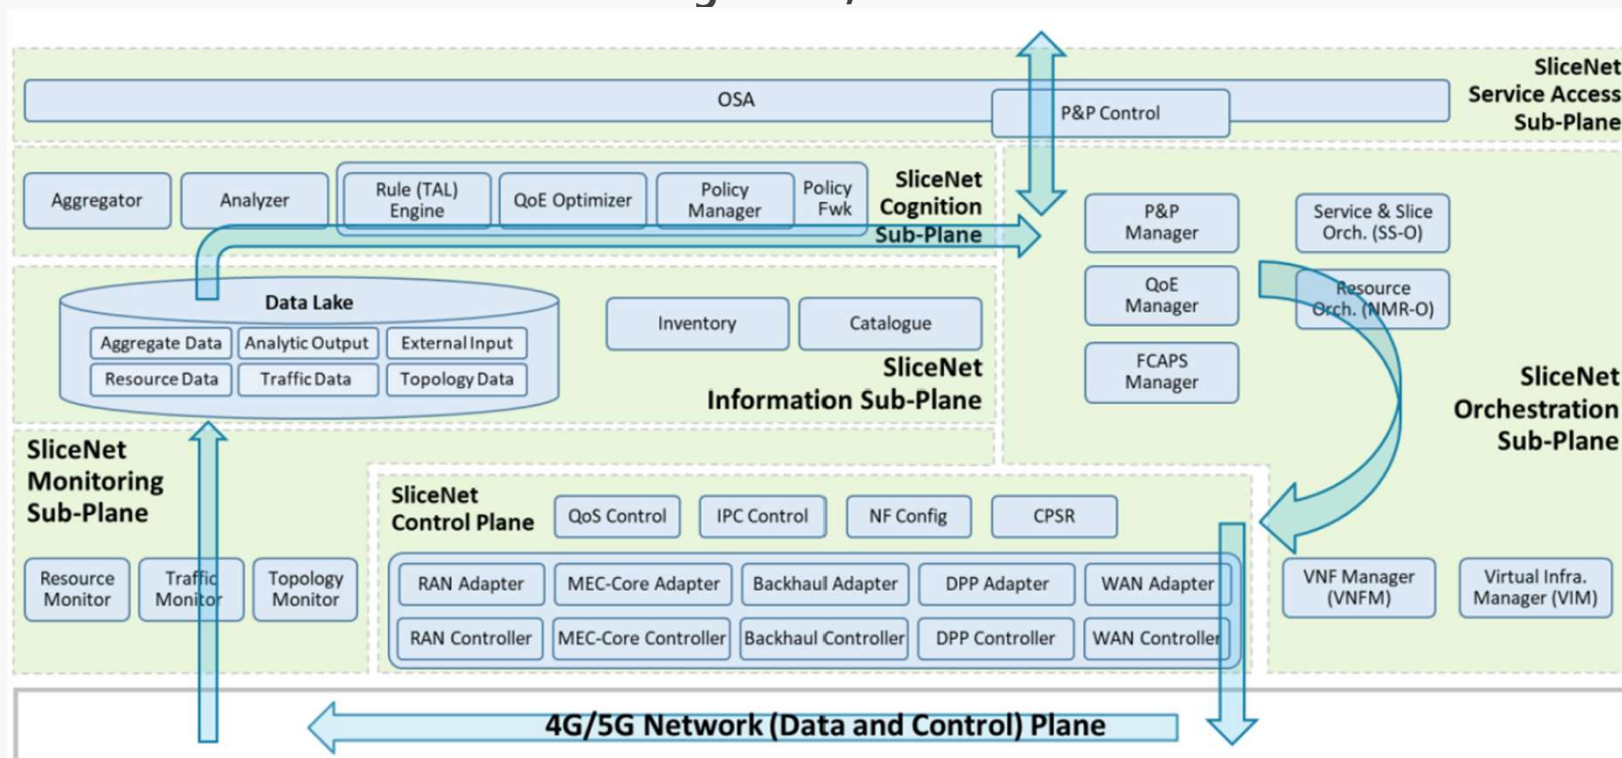 OSA
P&P Control
SliceNet
Service Access
Sub-Plane
Aggregator
Analyzer
Rule (TAL)
Engine
QoE Optimizer
Policy
Manager
Policy
Fwk
SliceNet
Cognition
Sub-Plane
P&P
Manager
Service & Slice
Orch. (SS-O)
QoE
Manager
Resource
Orch. (NMR-O)
FCAPS
Manager
SliceNet
Orchestration
Sub-Plane
Data Lake
Aggregate Data
Analytic Output
External Input
Resource Data
Traffic Data
Topology Data
Inventory
Catalogue
SliceNet
Information Sub-Plane
SliceNet
Monitoring
Sub-Plane
Resource
Monitor
Traffic
Monitor
Topology
Monitor
SliceNet
Control Plane
QoS Control
IPC Control
NF Config
CPSR
RAN Adapter
MEC-Core Adapter
Backhaul Adapter
DPP Adapter
WAN Adapter
RAN Controller
MEC-Core Controller
Backhaul Controller
DPP Controller
WAN Controller
VNF Manager
(VNFM)
Virtual Infra.
Manager (VIM)
4G/5G Network (Data and Control) Plane